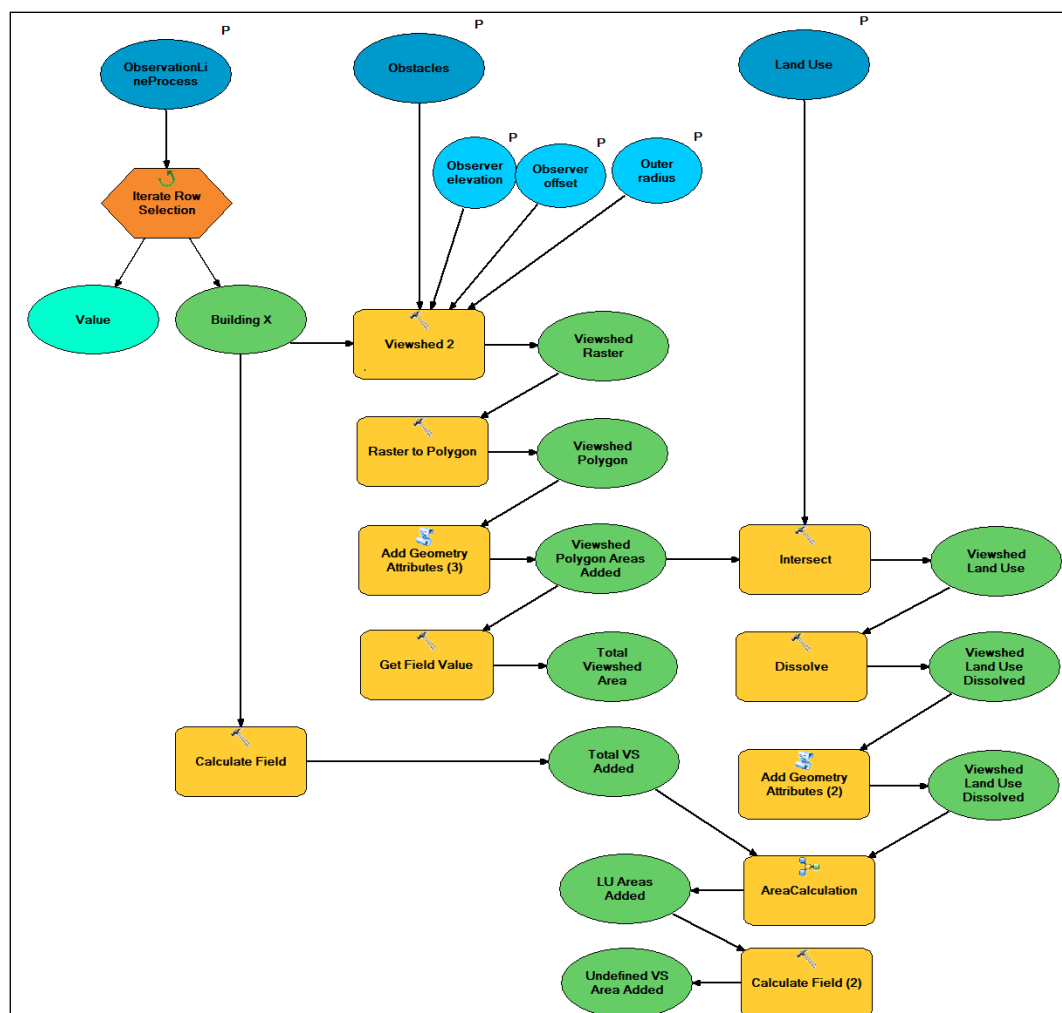 P
P
P
ObservationLi
neProcess
Obstacles
Land Use
P
P
P
Observer
elevation
Observer
offset
Outer
radius
Iterate Row
Selection
Value
Building X
Viewshed 2
Viewshed
Raster
Raster to Polygon
Viewshed
Polygon
Add Geometry
Attributes (3)
Viewshed
Polygon Areas
Added
Intersect
Viewshed
Land Use
Get Field Value
Total
Viewshed
Area
Dissolve
Viewshed
Land Use
Dissolved
Calculate Field
Total VS
Added
Add Geometry
Attributes (2)
Viewshed
Land Use
Dissolved
LU Areas
Added
AreaCalculation
Undefined VS
Area Added
Calculate Field (2)